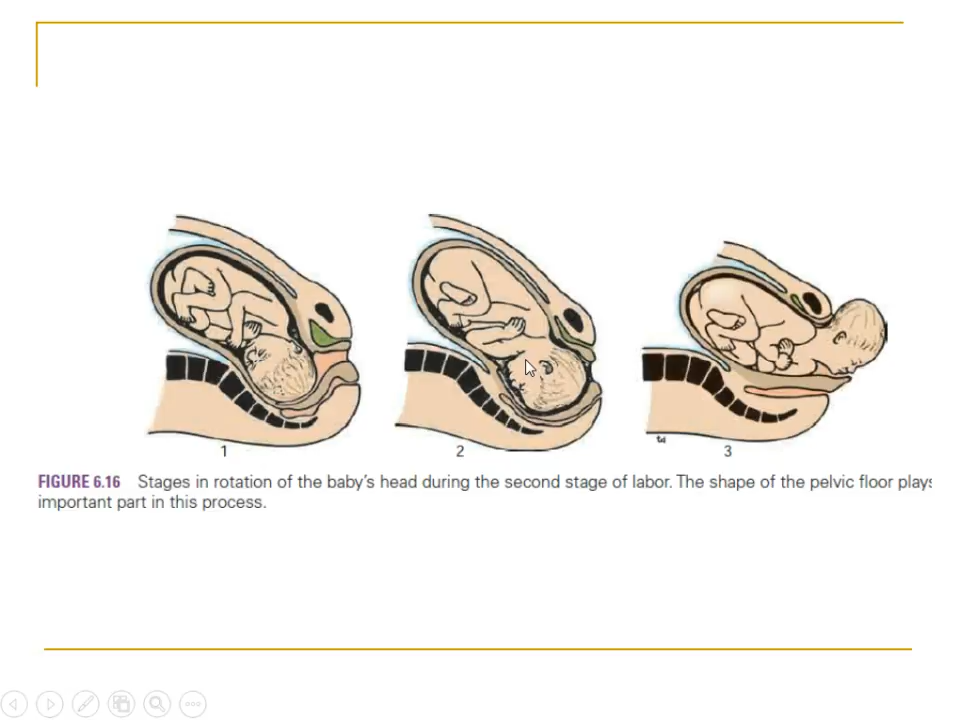 1 2 3
FIGURE 6.16 Stages in rotation of the baby's head during the second stage of labor. The shape of the pelvic floor plays
important part in this process.